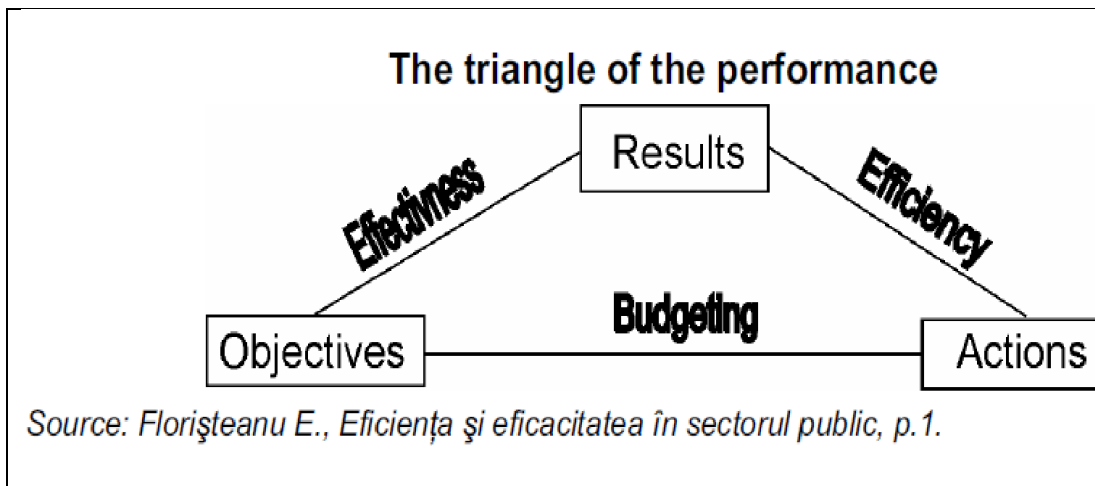 The triangle of the performance
Results
Effectivness
Efficiency
Budgeting
Objectives
Actions
Source: Florişteanu E., Eficiența şi eficacitatea în sectorul public, p.1.